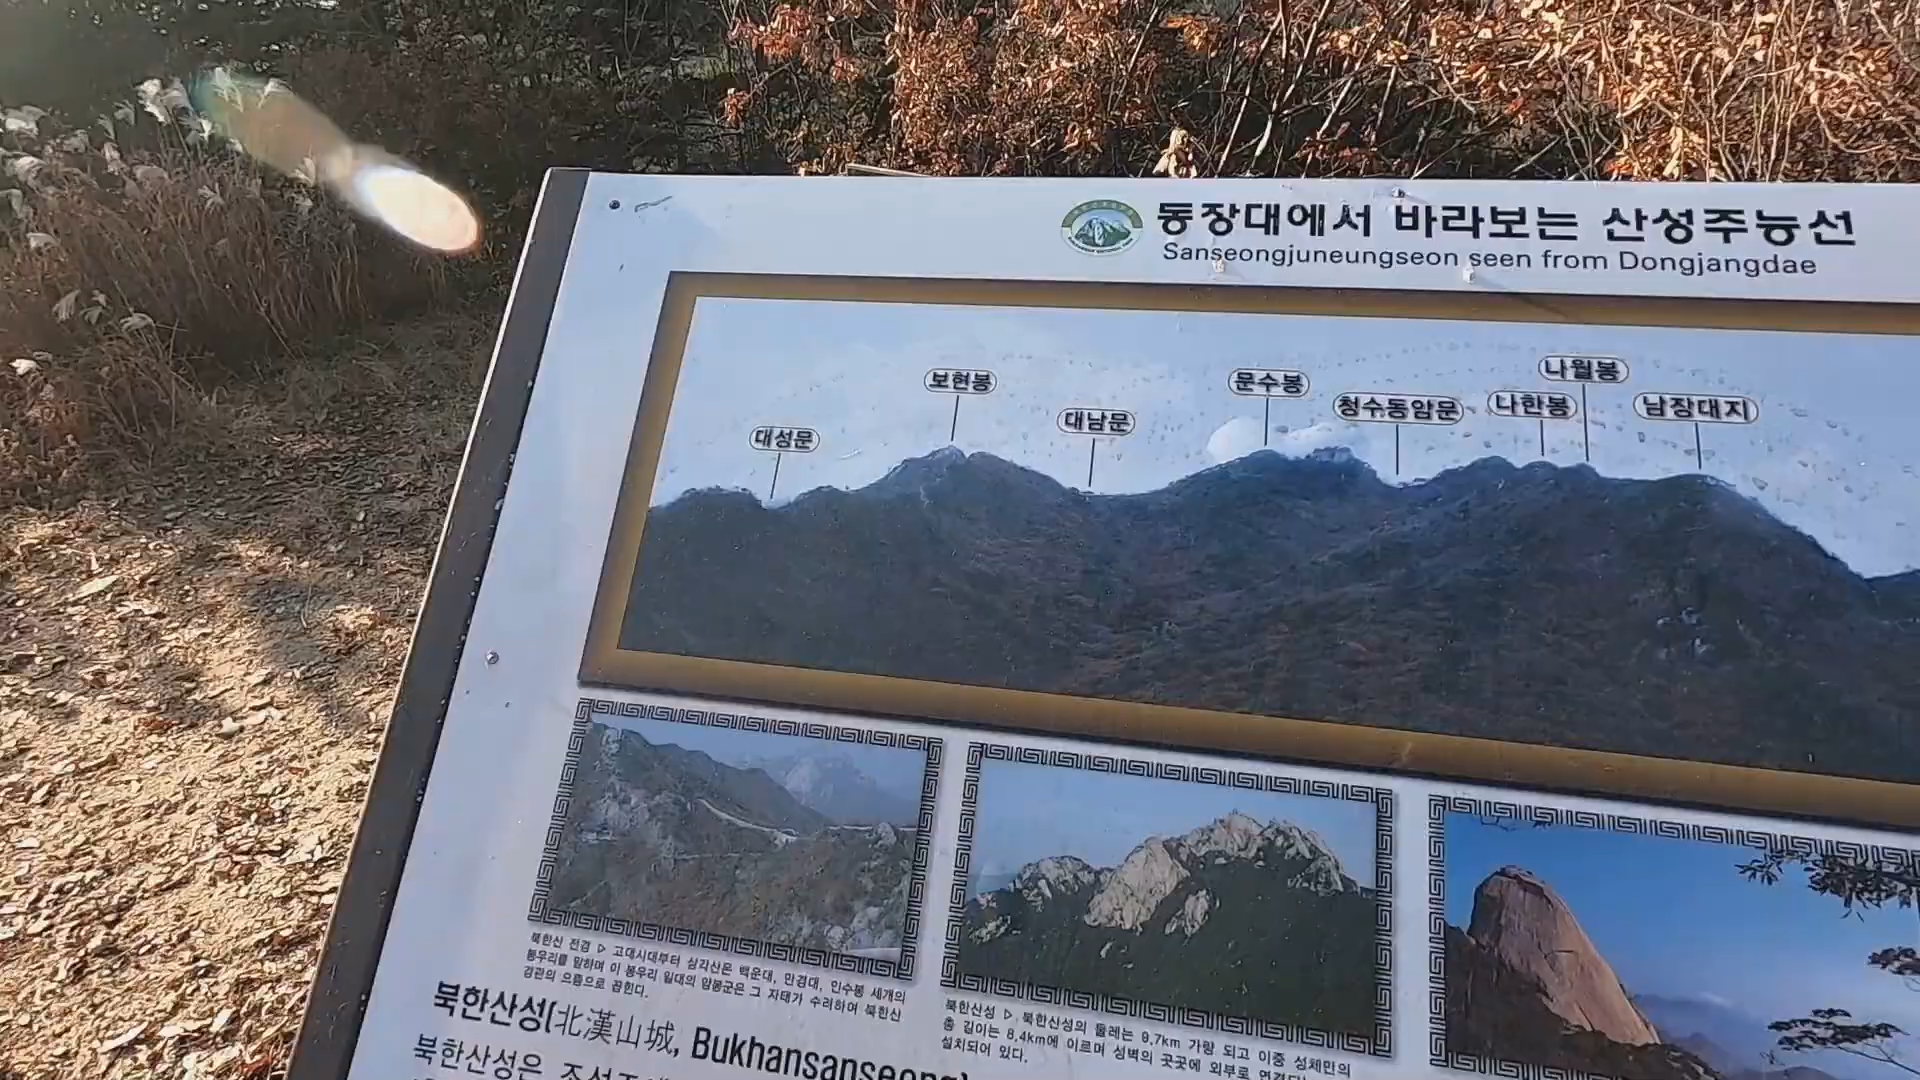 동장대에서 바라보는 산성주능선
Sanseongjuneungseon seen from Dongjangdae
나월봉
보현봉
문수봉
청수동암문
나한봉
남장대지
대남문
대성문
북한산 전경 ▷ 고대시대부터 삼각산은 백운대, 만경대, 인수봉 세개의
봉우리를 말하며 이 봉우리 일대의 암봉군은 그 자태가 수려하여 북한산
경관의 으뜸으로 꼽힌다.
북한산성 ▷ 북한산성의 둘레는 9.7km 가량 되고 이중 성체만의
총 길이는 8.4km에 이르며 성벽의 곳곳에 외부로
설치되어 있다.
북한산성(北漢山城, Bukhansanseong)
북한산성은